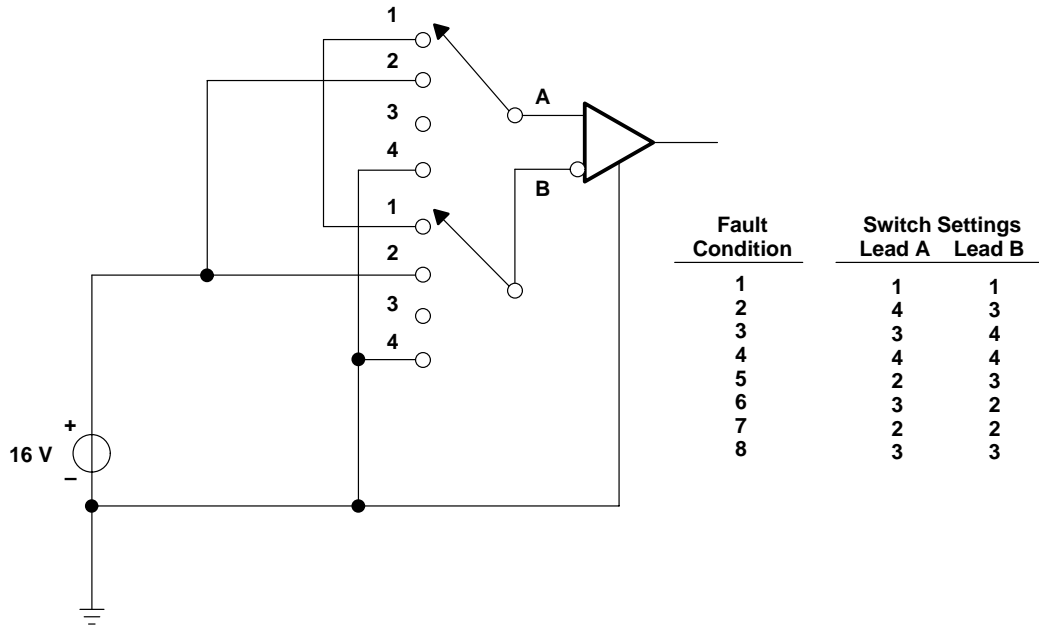 1
2
3
4
A
B
1
2
3
4
+
16 V
–
Fault Condition
Switch Settings
Lead A Lead B
1 1 1
2 4 3
3 3 4
4 4 4
5 2 3
6 3 2
7 2 2
8 3 3